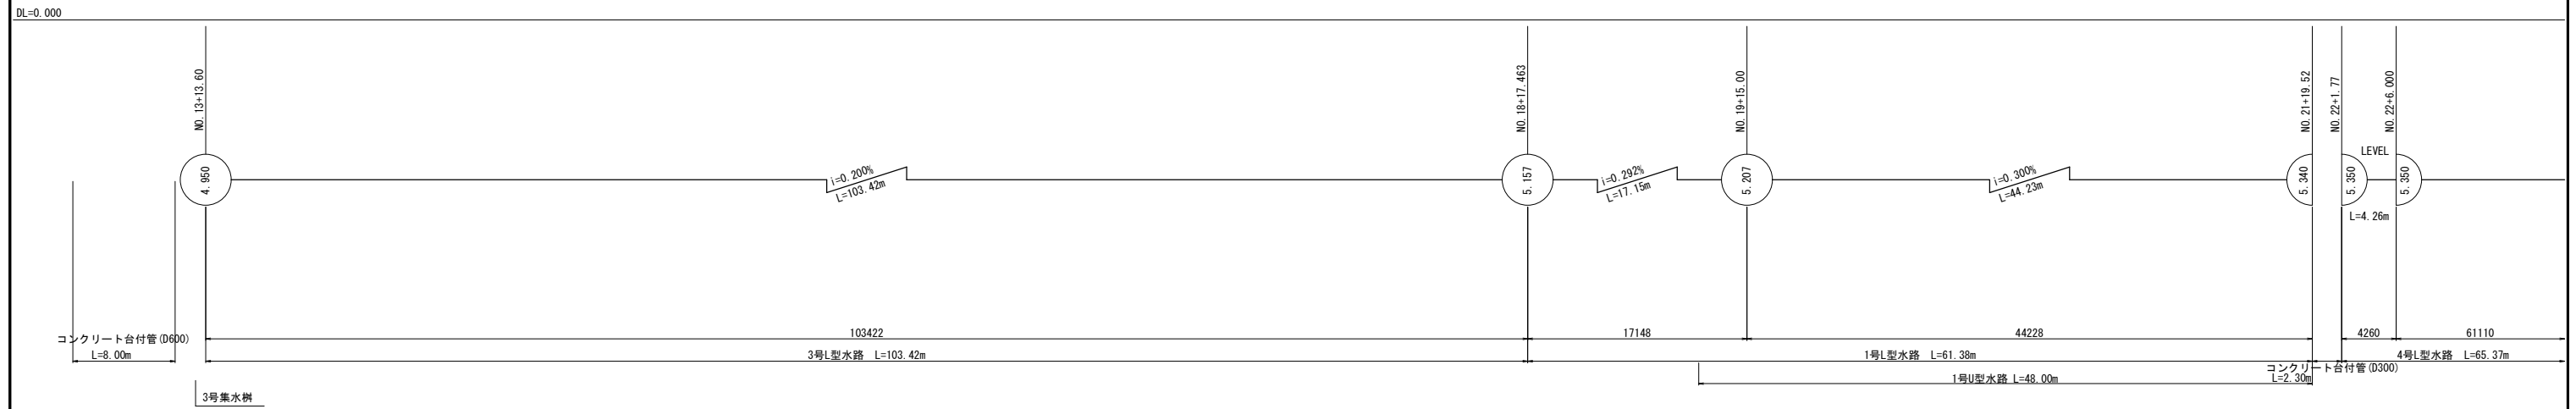 DL=0.000
NO.13+13.60
NO.18+17.463
NO.19+15.00
NO.21+19.52
NO.22+1.77
NO.22+6.000
4.950
i=0.200%
L=103.42m
5.157
i=0.292%
L=17.15m
5.207
i=0.300%
L=44.23m
5.340
5.350
LEVEL
5.350
L=4.26m
103422
17148
44228
4260
61110
コンクリート台付管(D600)
L=8.00m
3号L型水路 L=103.42m
1号L型水路 L=61.38m
4号L型水路 L=65.37m
コンクリート台付管(D300)
L=2.30m
1号U型水路 L=48.00m
3号集水桝